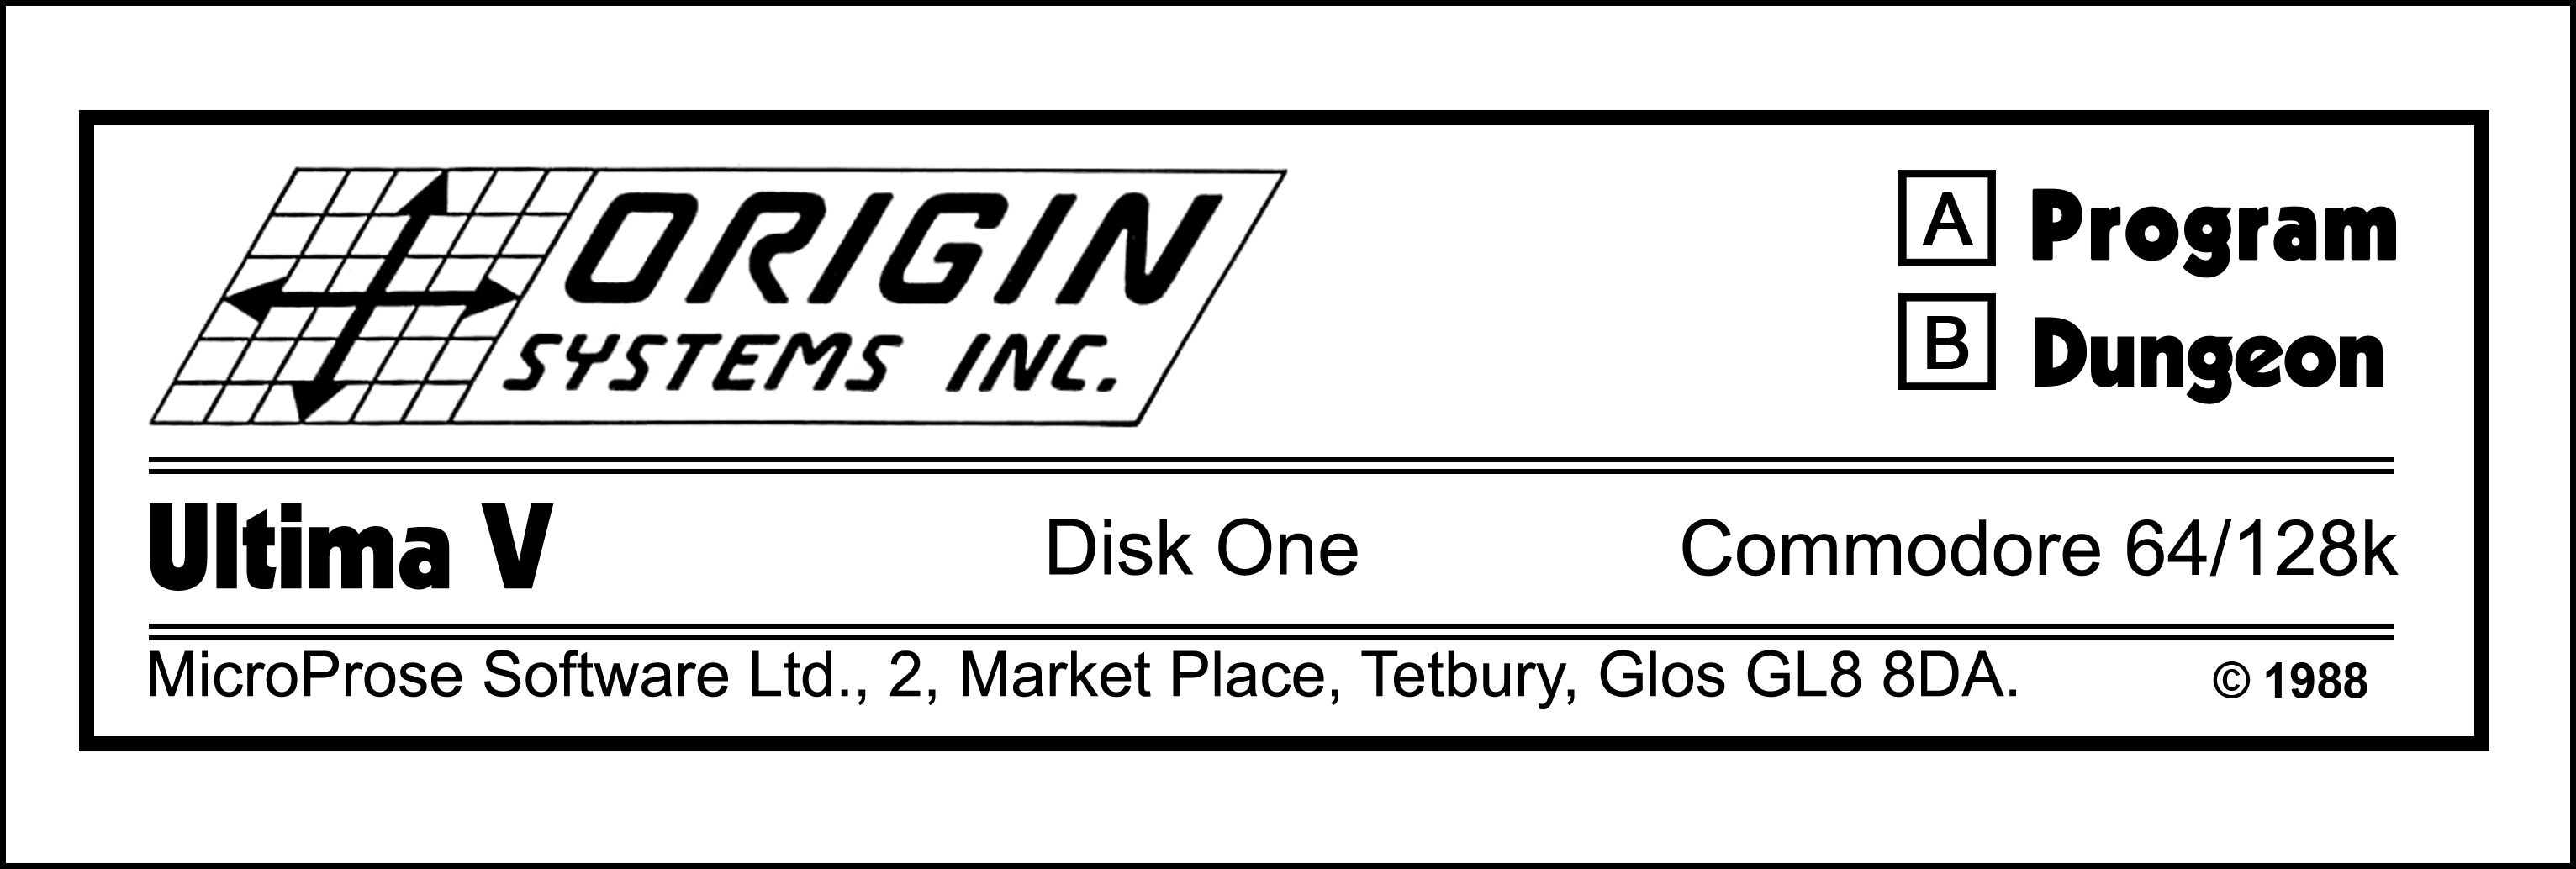 ORIGIN
SYSTEMS INC.
A Program
B Dungeon
Ultima V Disk One Commodore 64/128k
MicroProse Software Ltd., 2, Market Place, Tetbury, Glos GL8 8DA. © 1988